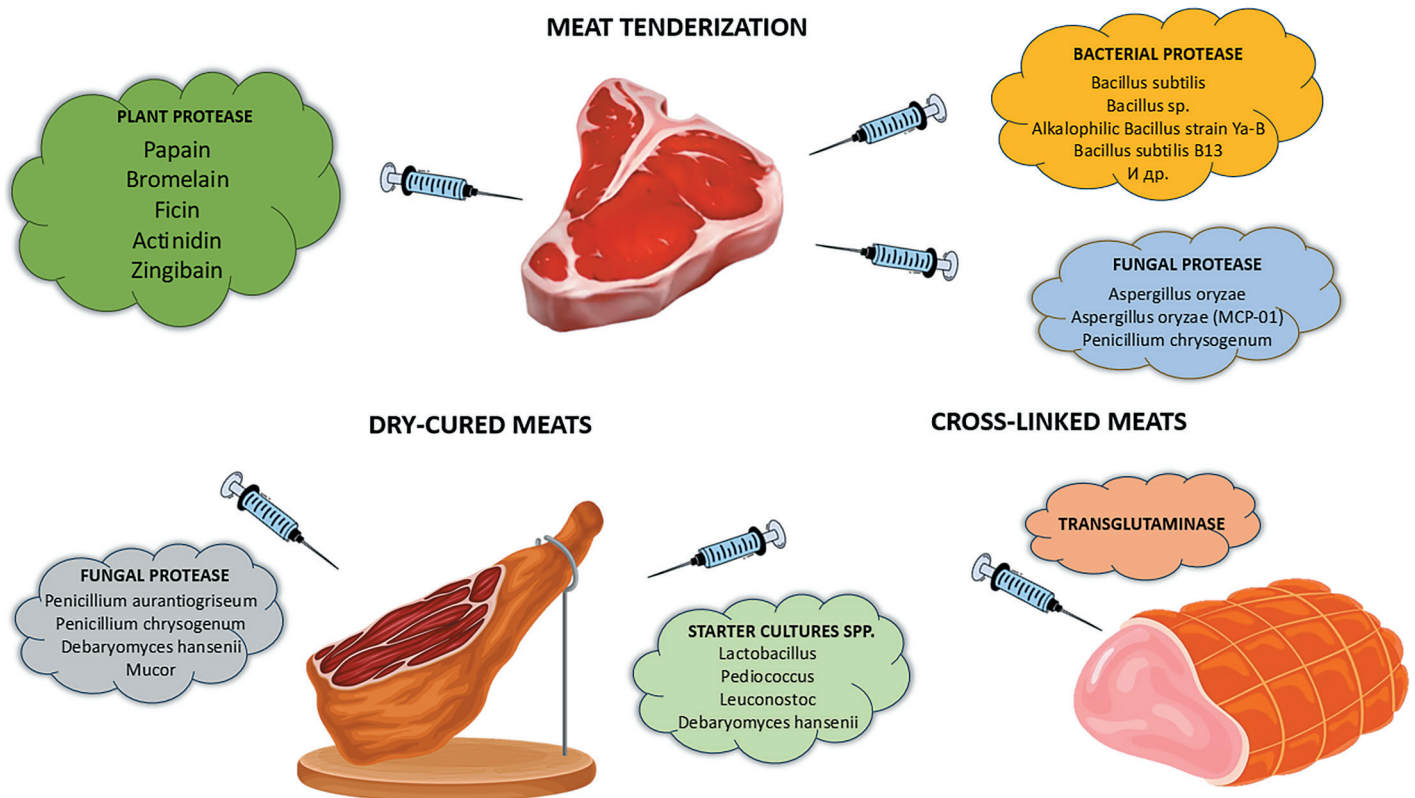 MEAT TENDERIZATION
PLANT PROTEASE
Papain
Bromelain
Ficin
Actinidin
Zingibain
BACTERIAL PROTEASE
Bacillus subtilis
Bacillus sp.
Alkalophilic Bacillus strain Ya-B
Bacillus subtilis B13
И др.
FUNGAL PROTEASE
Aspergillus oryzae
Aspergillus oryzae (MCP-01)
Penicillium chrysogenum
DRY-CURED MEATS
FUNGAL PROTEASE
Penicillium aurantiogriseum
Penicillium chrysogenum
Debaryomyces hansenii
Mucor
STARTER CULTURES SPP.
Lactobacillus
Pediococcus
Leuconostoc
Debaryomyces hansenii
CROSS-LINKED MEATS
TRANSGLUTAMINASE